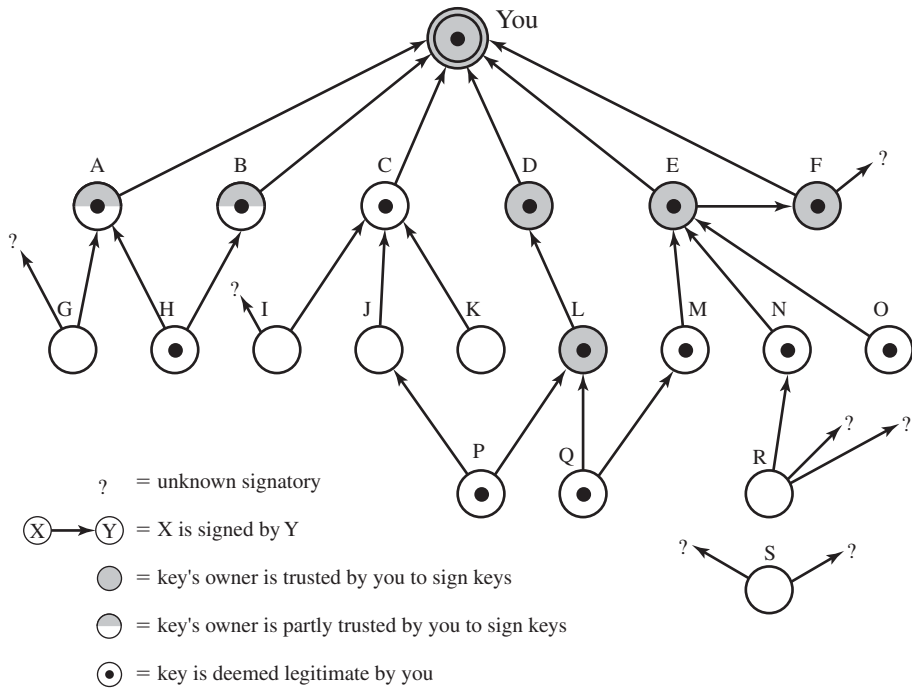 You
A B C D E F ?
? G H ? I J K L M N O
P Q R ? ?
? = unknown signatory
X Y = X is signed by Y
? S ?
= key's owner is trusted by you to sign keys
= key's owner is partly trusted by you to sign keys
= key is deemed legitimate by you